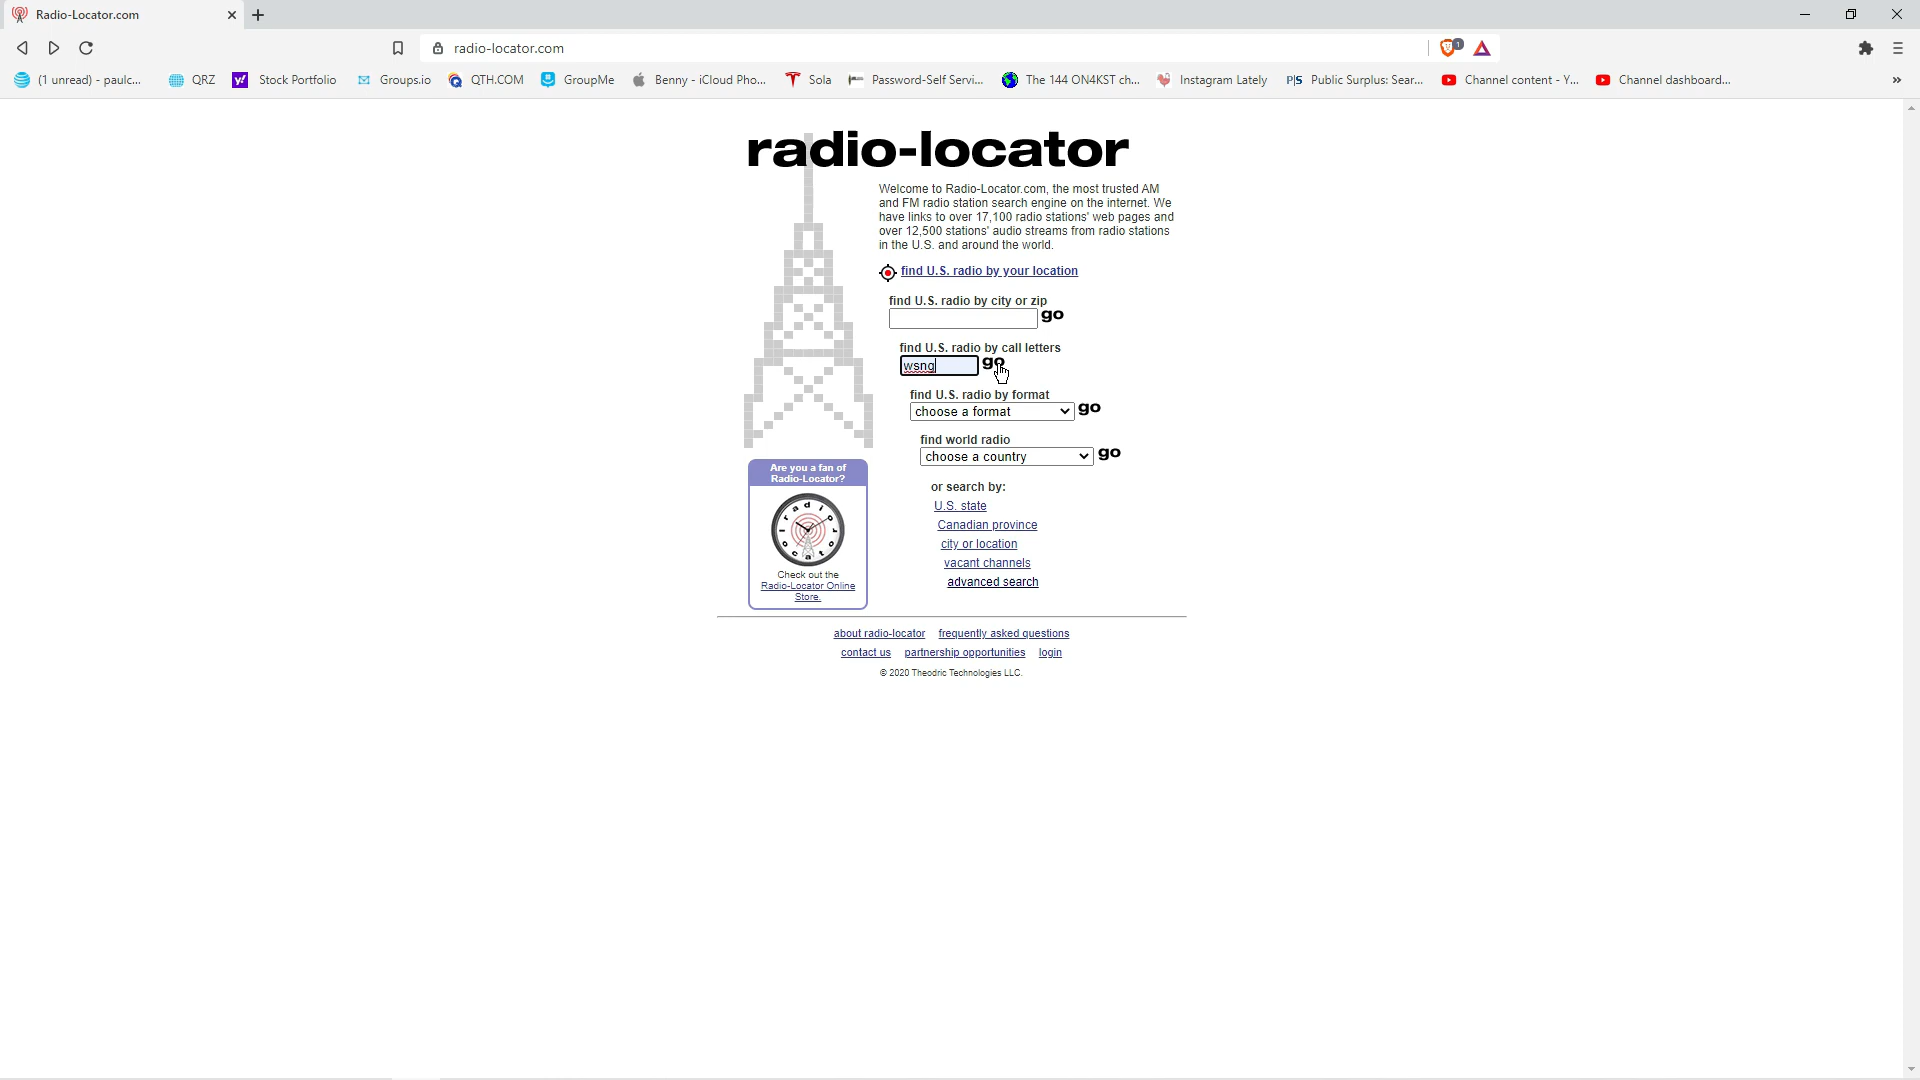 Radio-Locator.com
radio-locator.com
1
(1 unread) - paulc... QRZ Stock Portfolio Groups.io QTH.COM GroupMe Benny - iCloud Pho... Sola Password-Self Servi... The 144 ON4KST ch... Instagram Lately P|S Public Surplus: Sear... Channel content - Y... Channel dashboard... »
radio-locator
Welcome to Radio-Locator.com, the most trusted AM
and FM radio station search engine on the internet. We
have links to over 17,100 radio stations' web pages and
over 12,500 stations' audio streams from radio stations
in the U.S. and around the world.
find U.S. radio by your location
find U.S. radio by city or zip
go
find U.S. radio by call letters
go
find U.S. radio by format
choose a format go
find world radio
choose a country go
or search by:
U.S. state
Canadian province
city or location
vacant channels
advanced search
Are you a fan of
Radio-Locator?
radio locator
Check out the
Radio-Locator Online
Store.
about radio-locator frequently asked questions
contact us partnership opportunities login
© 2020 Theodric Technologies LLC.